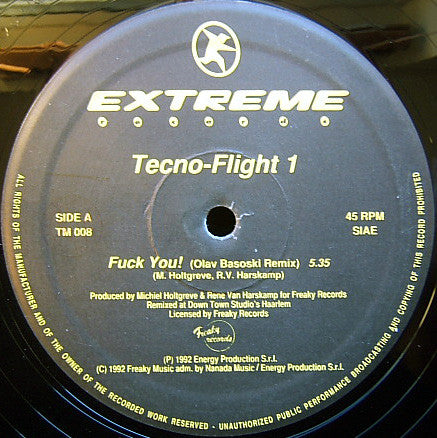 EXTREME
records
Tecno-Flight 1
SIDE A
TM 008
45 RPM
SIAE
Fuck You! (Olav Basoski Remix) 5.35
(M. Holtgreve, R.V. Harskamp)
Produced by Michiel Holtgreve & Rene Van Harskamp for Freaky Records
Remixed at Down Town Studio's Haarlem
Licensed by Freaky Records
Freaky
records
(P) 1992 Energy Production S.r.l.
(C) 1992 Freaky Music adm. by Nanada Music / Energy Production S.r.l.
ALL RIGHTS OF THE MANUFACTURER AND OF THE OWNER OF THE RECORDED WORK RESERVED - UNAUTHORIZED PUBLIC PERFORMANCE BROADCASTING AND COPYING OF THIS RECORD PROHIBITED